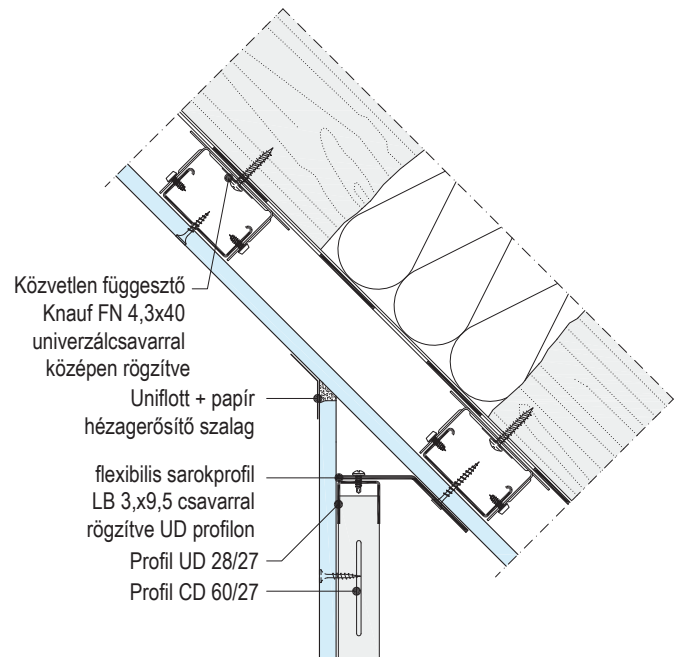 Közvetlen függesztő
Knauf FN 4,3x40
univerzálcsavarral
középen rögzítve
Uniflott + papír
hézagerősítő szalag
flexibilis sarokprofil
LB 3,x9,5 csavarral
rögzítve UD profilon
Profil UD 28/27
Profil CD 60/27